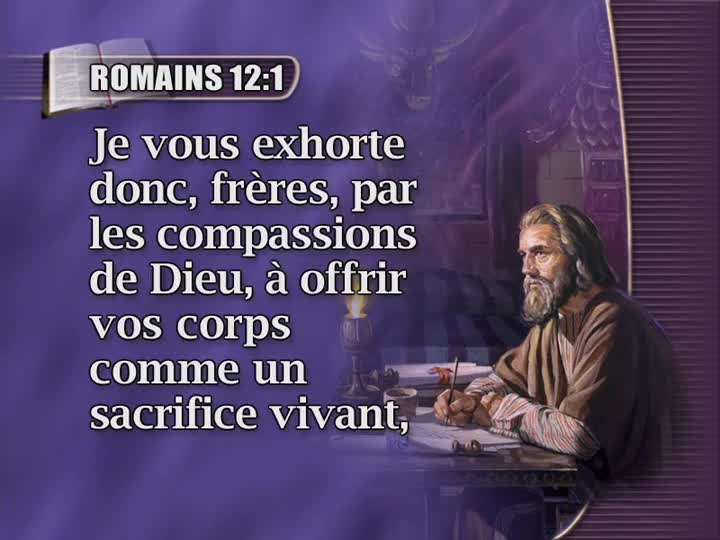 ROMAINS 12:1
Je vous exhorte
donc, frères, par
les compassions
de Dieu, à offrir
vos corps
comme un
sacrifice vivant,